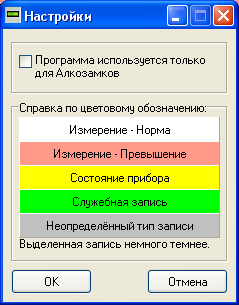 Настройки
Программа используется только
для Алкозамков
Справка по цветовому обозначению:
Измерение - Норма
Измерение - Превышение
Состояние прибора
Служебная запись
Неопределённый тип записи
Выделенная запись немного темнее.
OK
Отмена